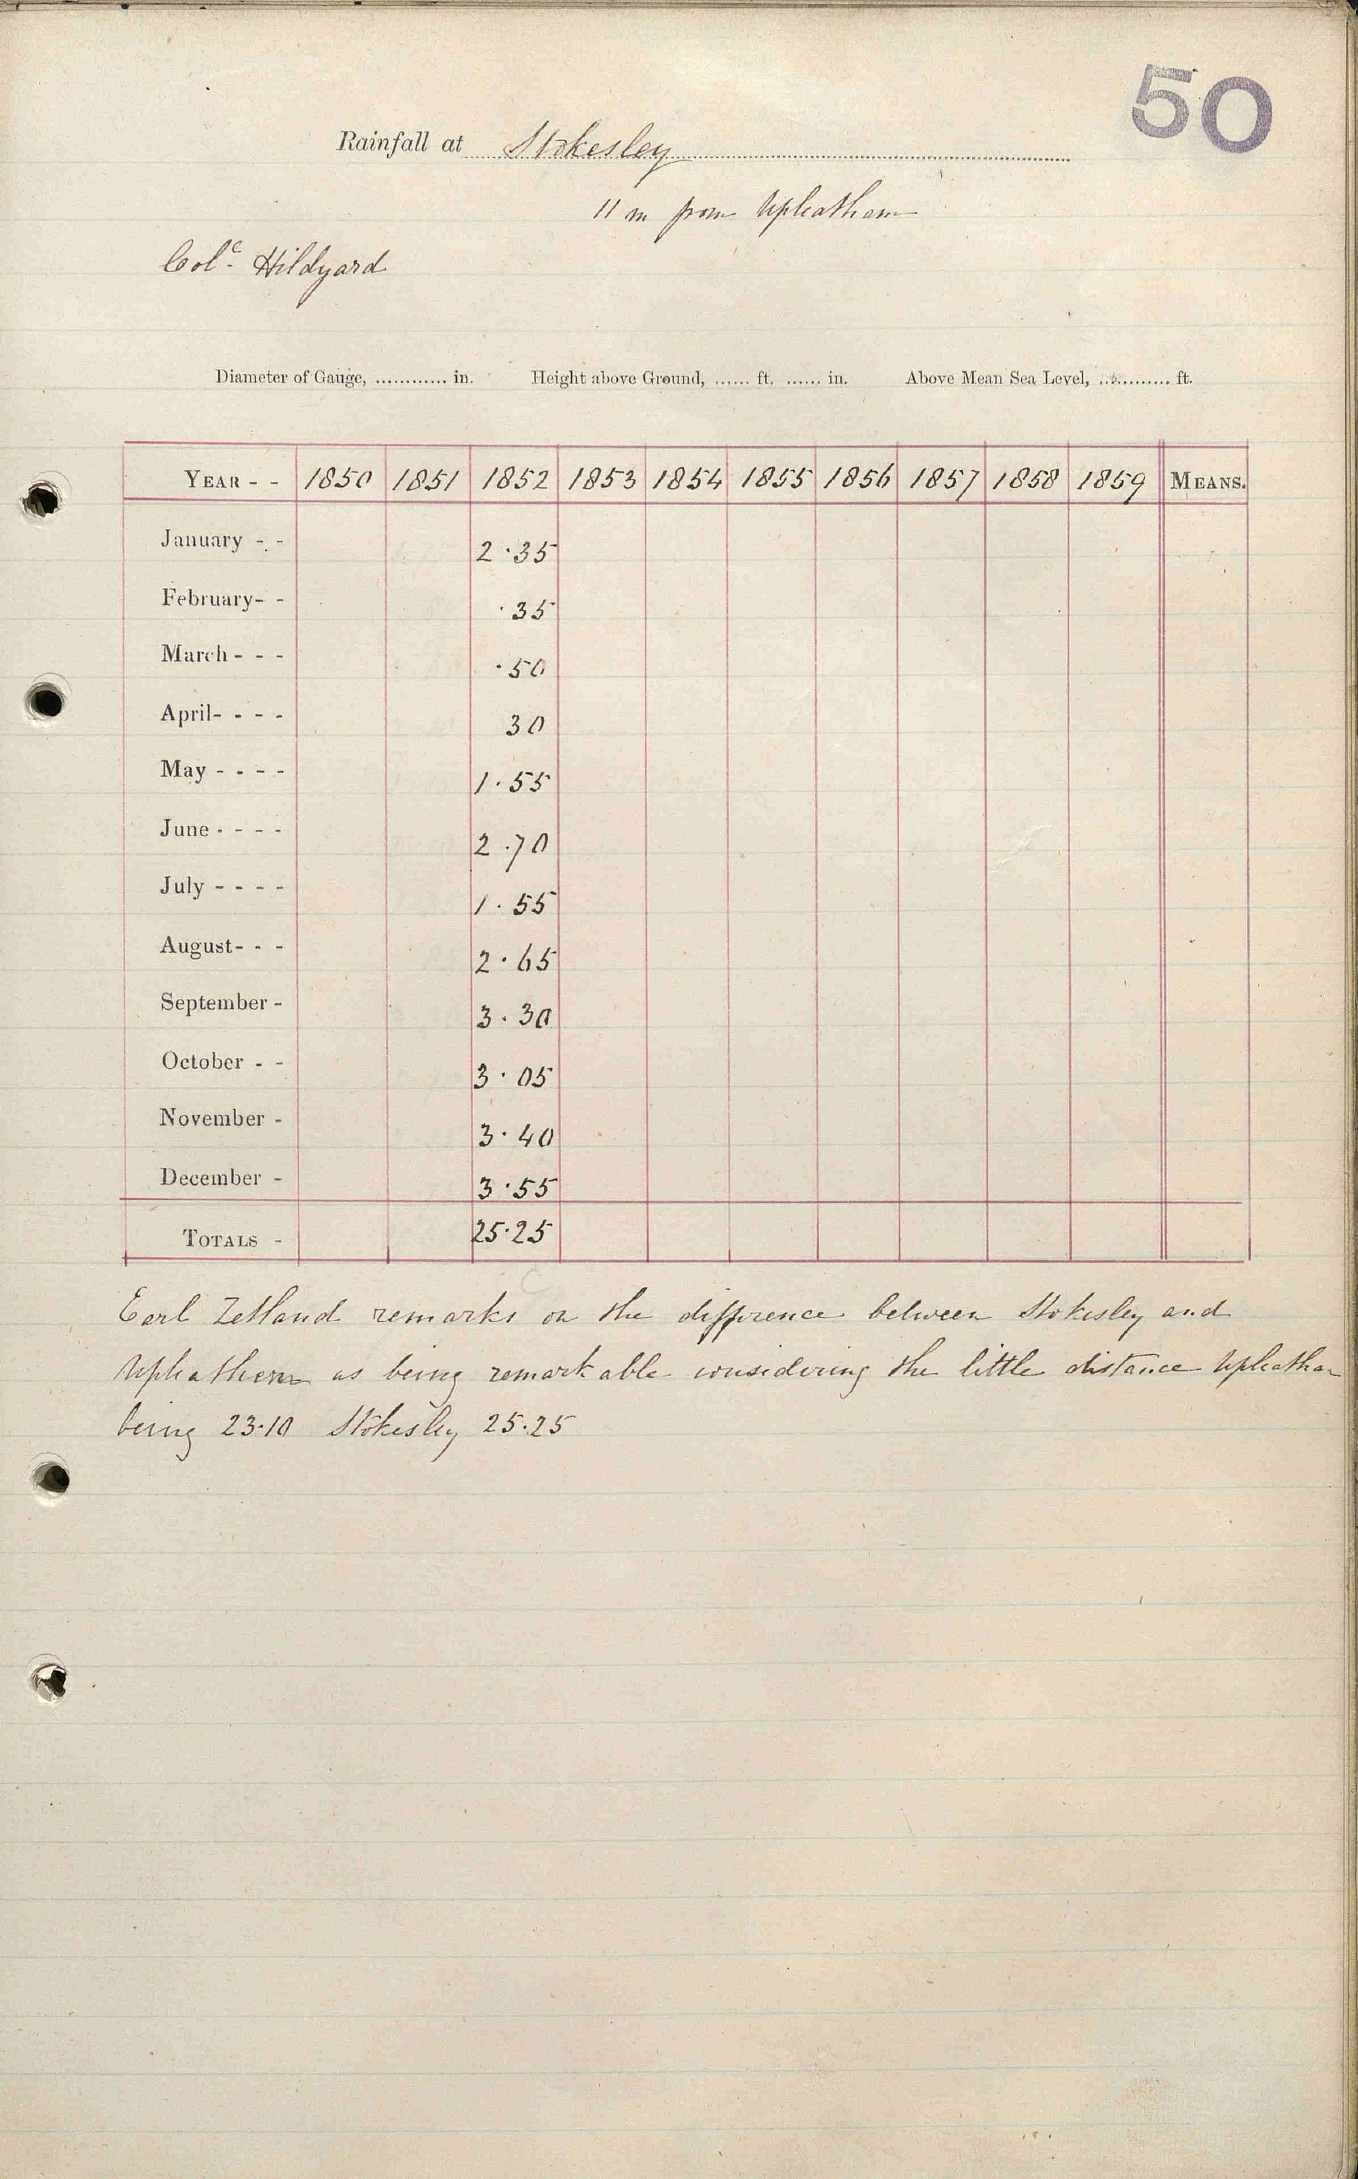 50
Rainfall at Stokesley
11 m from Upleatham
Col. Hildyard
Diameter of Gauge, ............ in. Height above Ground, ...... ft. ...... in. Above Mean Sea Level, ............ ft.
YEAR - - 1850 1851 1852 1853 1854 1855 1856 1857 1858 1859 MEANS.
January - - 2.35
February - - .35
March - - - .50
April - - - - 30
May - - - - 1.55
June - - - - 2.70
July - - - - 1.55
August - - - 2.65
September - 3.30
October - - 3.05
November - 3.40
December - 3.55
TOTALS - 25.25
Earl Zetland remarks on the difference between Stokesley and
Upleatham as being remarkable considering the little distance Upleatham
being 23.10 Stokesley 25.25